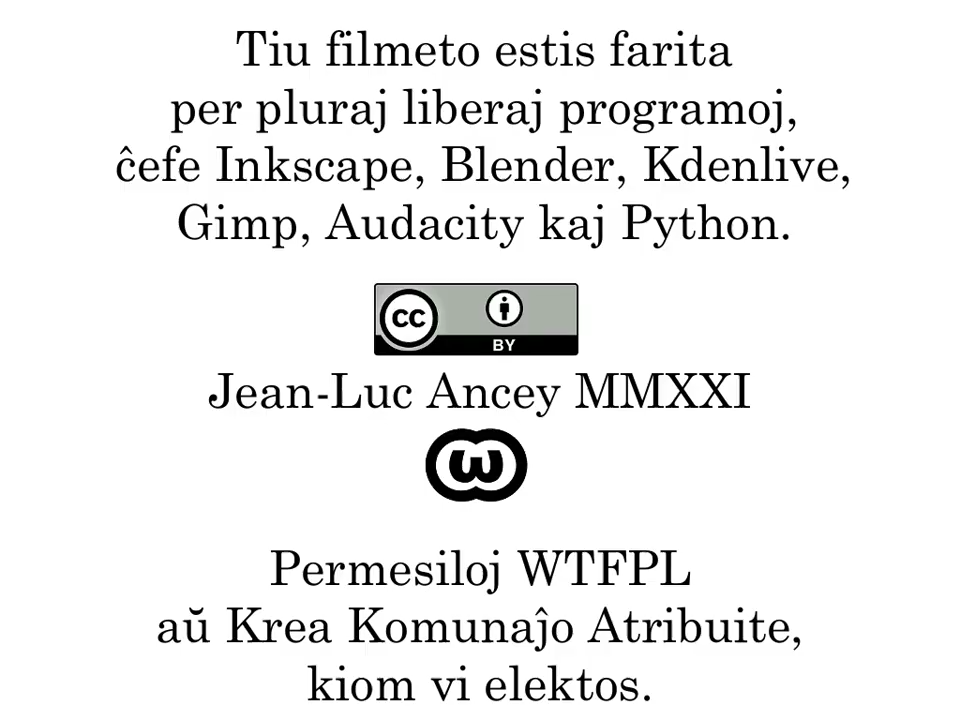 Tiu filmeto estis farita
per pluraj liberaj programoj,
ĉefe Inkscape, Blender, Kdenlive,
Gimp, Audacity kaj Python.
cc
BY
Jean-Luc Ancey MMXXI
ω
Permesiloj WTFPL
aŭ Krea Komunaĵo Atribuite,
kiom vi elektos.